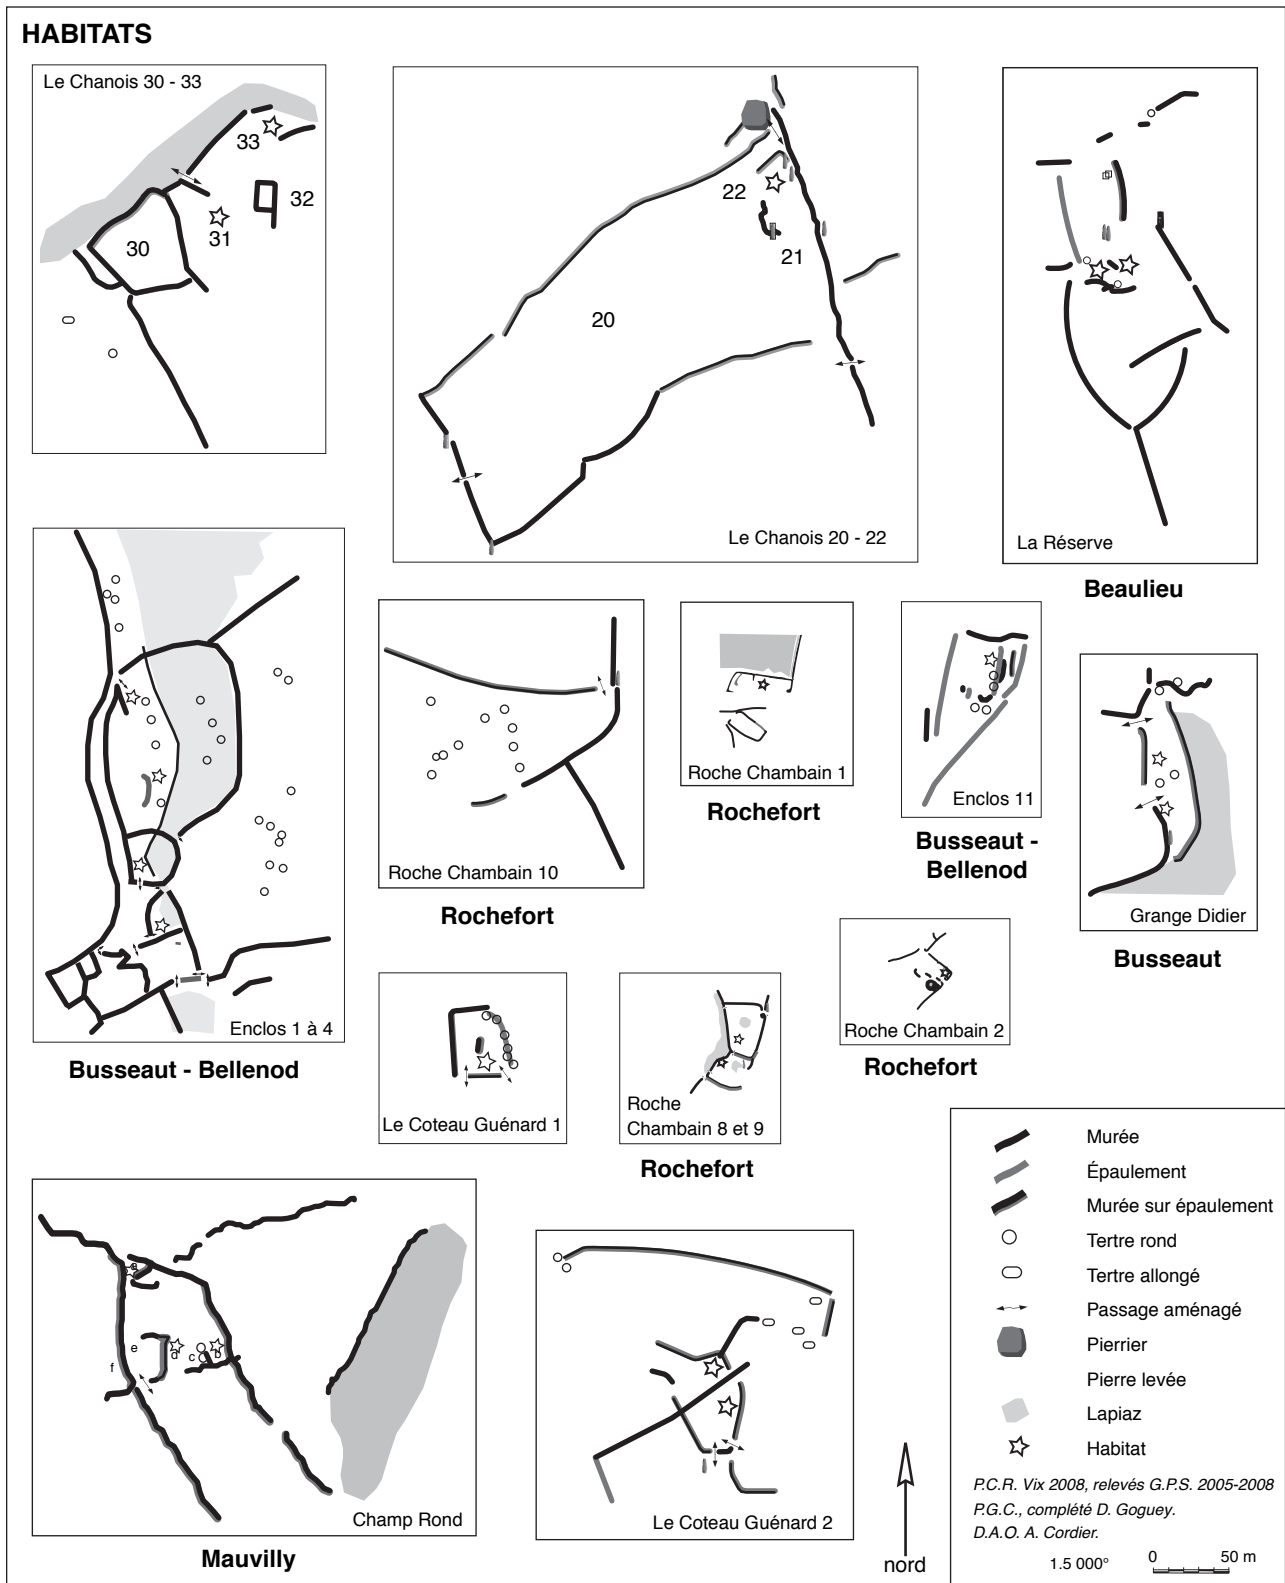 HABITATS
Le Chanois 30 - 33
33
32
31
30
22
21
20
Le Chanois 20 - 22
La Réserve
Beaulieu
Enclos 1 à 4
Busseaut - Bellenod
Roche Chambain 10
Rochefort
Roche Chambain 1
Rochefort
Enclos 11
Busseaut -
Bellenod
Grange Didier
Busseaut
Le Coteau Guénard 1
Roche
Chambain 8 et 9
Rochefort
Roche Chambain 2
Rochefort
a
e
d
c
b
f
Champ Rond
Mauvilly
Le Coteau Guénard 2
nord
Murée
Épaulement
Murée sur épaulement
Tertre rond
Tertre allongé
Passage aménagé
Pierrier
Pierre levée
Lapiaz
Habitat
P.C.R. Vix 2008, relevés G.P.S. 2005-2008
P.G.C., complété D. Goguey.
D.A.O. A. Cordier.
1.5 000° 0 50 m